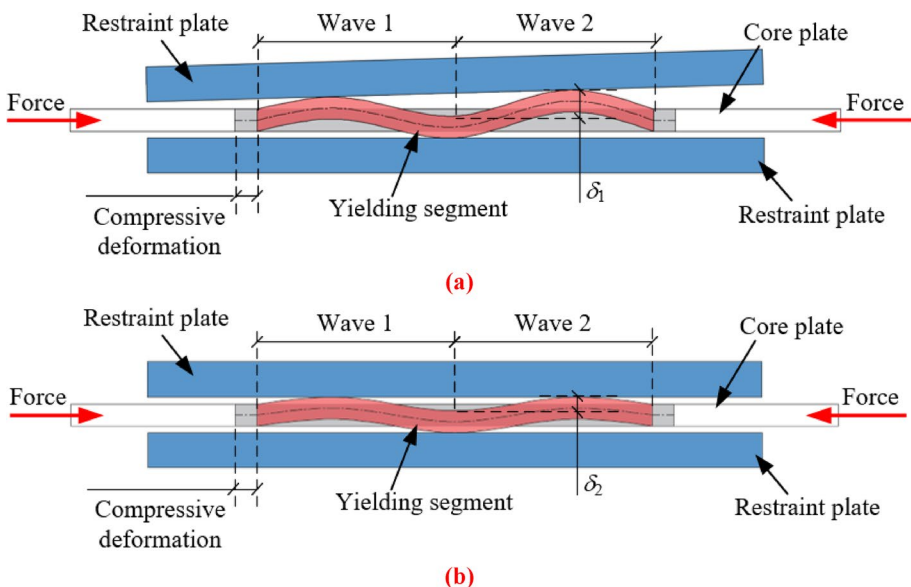 Restraint plate
Wave 1
Wave 2
Core plate
Force
Force
Compressive
deformation
Yielding segment
δ1
Restraint plate
(a)
Restraint plate
Wave 1
Wave 2
Core plate
Force
Force
Compressive
deformation
Yielding segment
δ2
Restraint plate
(b)